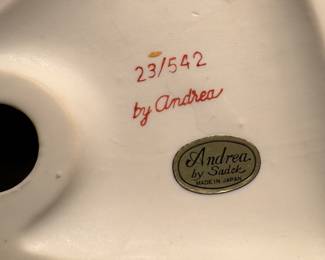 23/542
by Andrea
Andrea
by Sadek
MADE IN JAPAN